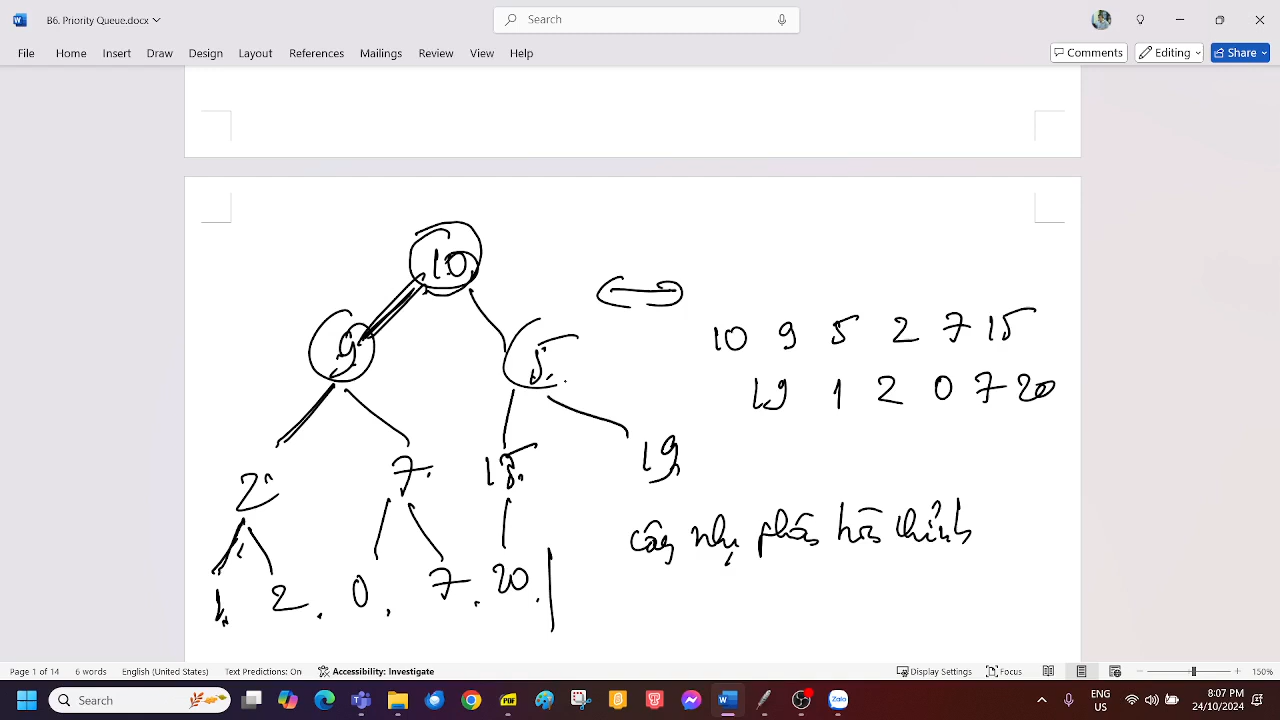 B6. Priority Queue.docx
Search
File Home Insert Draw Design Layout References Mailings Review View Help
Comments Editing Share
10
9 5
10 9 5 2 7 15
19 1 2 0 7 20
2 7 15 19
cây nhị phân hoàn chỉnh
1 2 0 7 20
Page 1 of 14 6 words English (United States) Text Predictions: On Accessibility: Investigate Display Settings Focus 150%
Search PDF Zalo ENG US 8:07 PM 24/10/2024